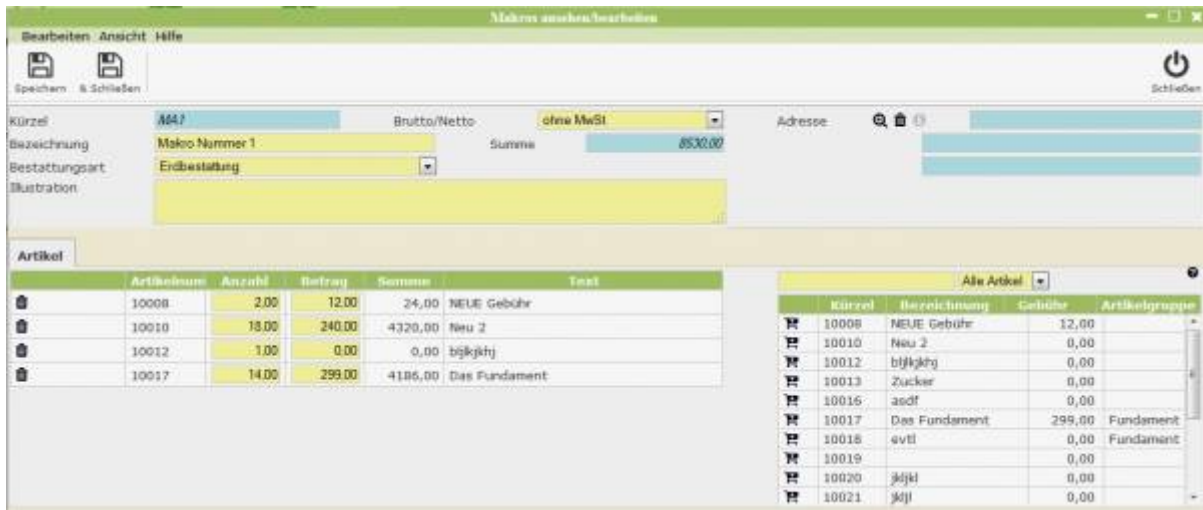 Makros ansehen/bearbeiten
Bearbeiten Ansicht Hilfe
Speichern & Schließen Schließen
Kürzel MA1 Brutto/Netto ohne MwSt Adresse
Bezeichnung Makro Nummer 1 Summe 8530.00
Bestattungsart Erdbestattung
Illustration
Artikel
Alle Artikel
Artikelnum Anzahl Betrag Summe Text
10008 2.00 12.00 24,00 NEUE Gebühr
10010 18.00 240.00 4320,00 Neu 2
10012 1.00 0.00 0,00
10017 14.00 299.00 4186,00 Das Fundament
Kürzel Bezeichnung Gebühr Artikelgruppe
10008 NEUE Gebühr 12,00
10010 Neu 2 0,00
10012 0,00
10013 Zucker 0,00
10016 asdf 0,00
10017 Das Fundament 299,00 Fundament
10018 evtl 0,00 Fundament
10019 0,00
10020 jkljkl 0,00
10021 0,00